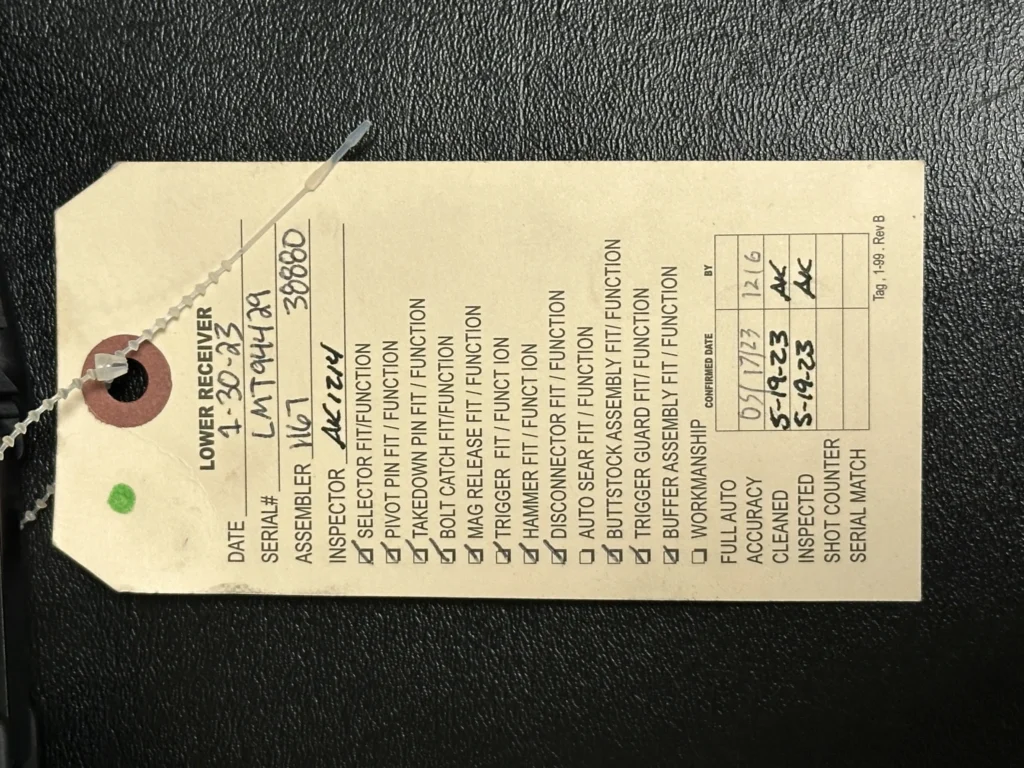 LOWER RECEIVER
DATE 1-30-23
SERIAL# LMT94429
ASSEMBLER 1167 38880
INSPECTOR AK1214
SELECTOR FIT/FUNCTION
PIVOT PIN FIT / FUNCTION
TAKEDOWN PIN FIT / FUNCTION
BOLT CATCH FIT/FUNCTION
MAG RELEASE FIT / FUNCTION
TRIGGER FIT / FUNCTION
HAMMER FIT / FUNCTION
DISCONNECTOR FIT / FUNCTION
AUTO SEAR FIT / FUNCTION
BUTTSTOCK ASSEMBLY FIT/ FUNCTION
TRIGGER GUARD FIT/ FUNCTION
BUFFER ASSEMBLY FIT / FUNCTION
WORKMANSHIP CONFIRMED DATE BY
FULL AUTO
ACCURACY 05/17/23 1216
CLEANED 5-19-23 AK
INSPECTED 5-19-23 AK
SHOT COUNTER
SERIAL MATCH
Tag , 1-99 . Rev B